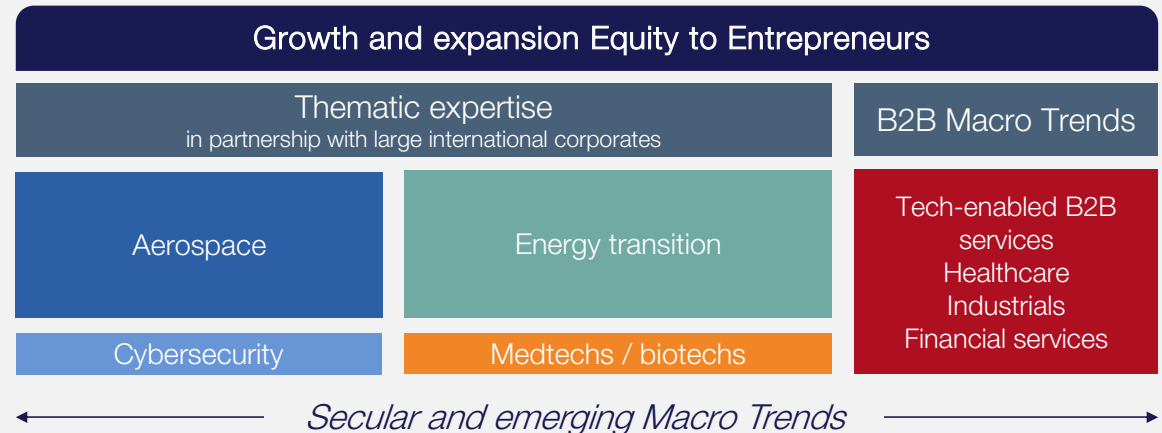 Growth and expansion Equity to Entrepreneurs
Thematic expertise
in partnership with large international corporates
B2B Macro Trends
Aerospace
Energy transition
Tech-enabled B2B
services
Healthcare
Industrials
Financial services
Cybersecurity
Medtechs / biotechs
Secular and emerging Macro Trends